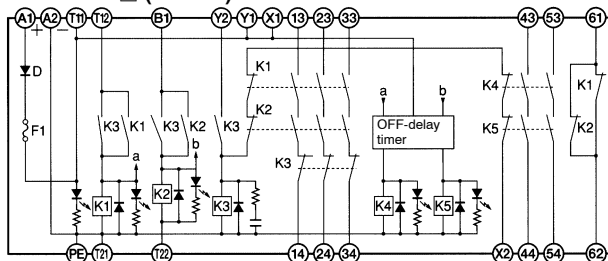 A1 A2 T11 T12 B1 Y2 Y1 X1 13 23 33 43 53 61
+ −
D
K1 K4 K1
F1 K3 K1 K3 K2 K3 K2 a b K5 K2
OFF-delay
timer
a b K3
K1 K2 K3 K4 K5
PE T21 T22 14 24 34 X2 44 54 62